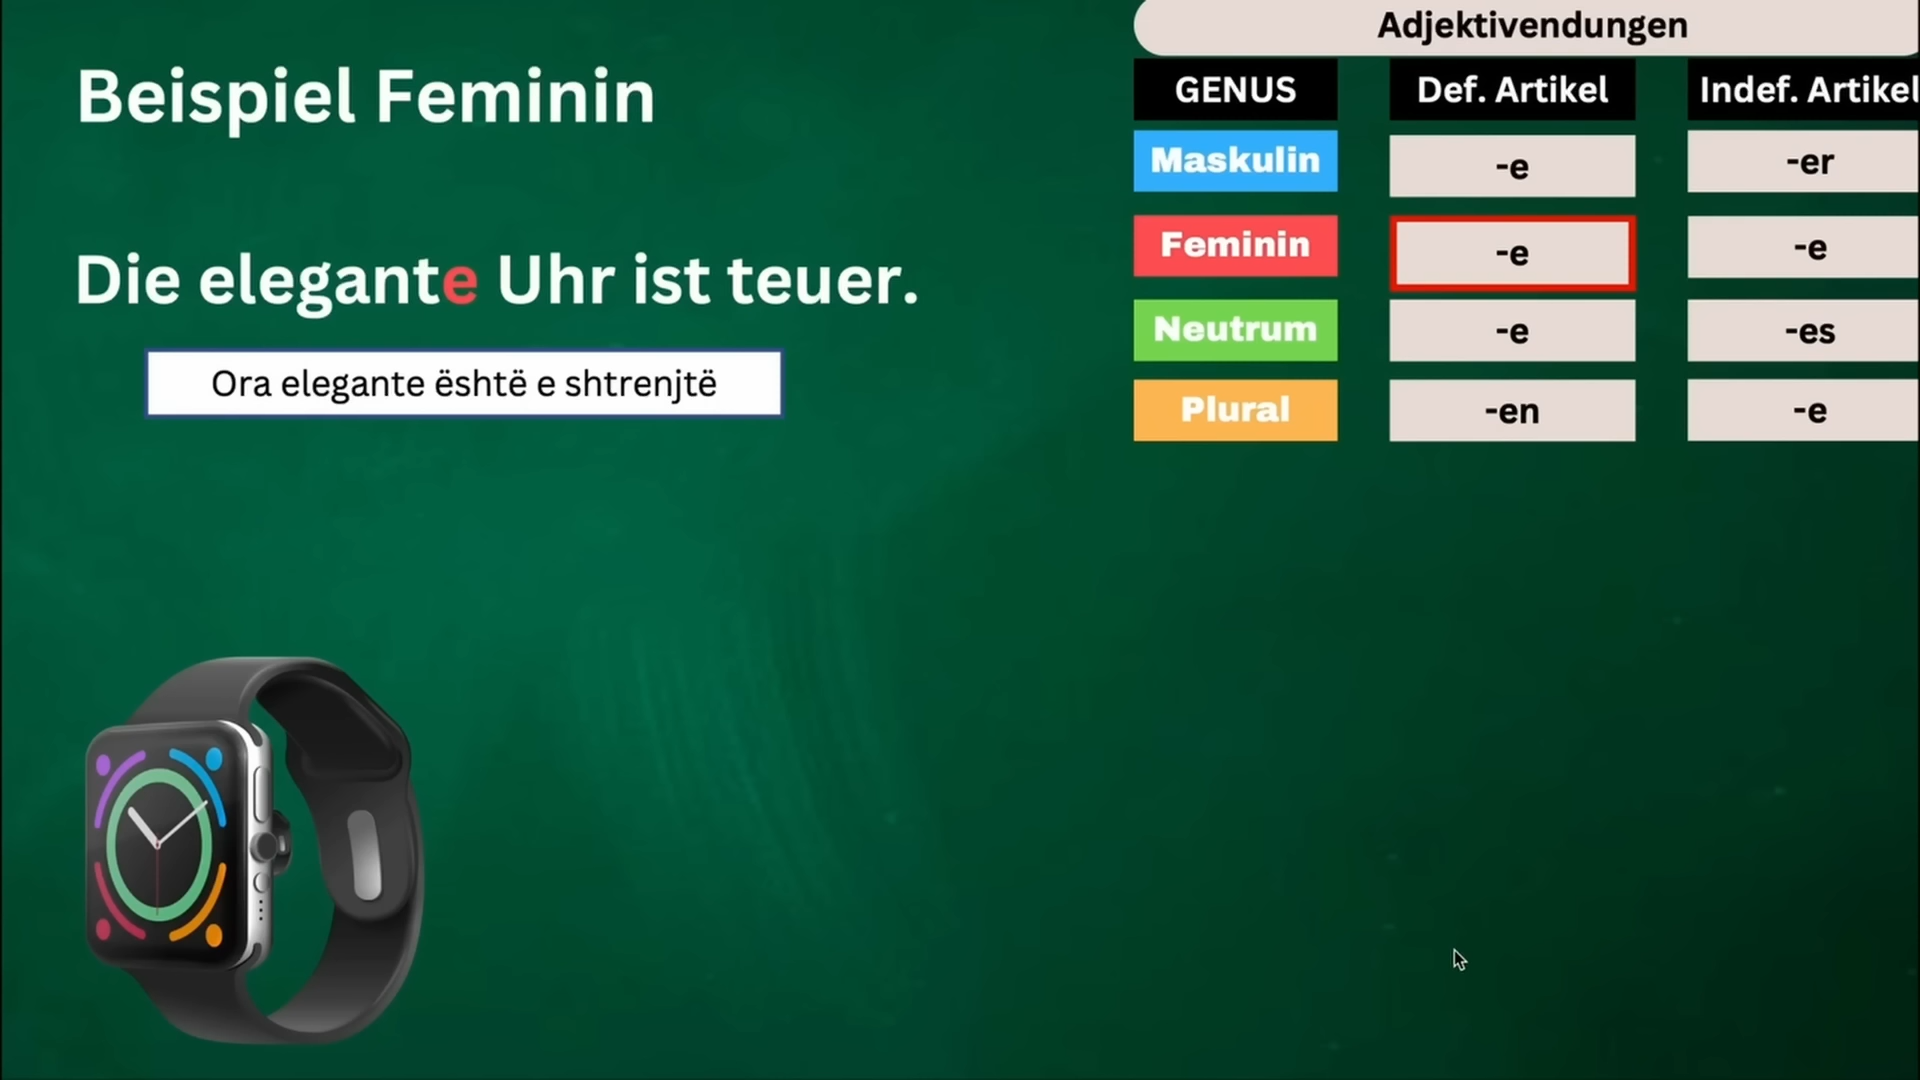 Beispiel Feminin
Die elegante Uhr ist teuer.
Ora elegante është e shtrenjtë
Adjektivendungen
GENUS Def. Artikel Indef. Artikel
Maskulin -e -er
Feminin -e -e
Neutrum -e -es
Plural -en -e